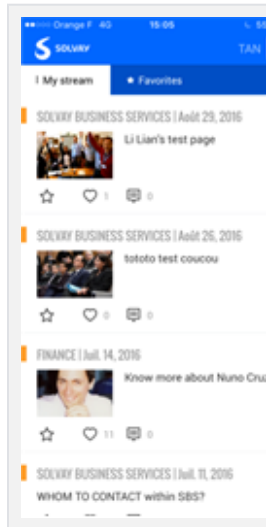 Orange F 4G 15:05 59
SOLVAY TAN
My stream ★ Favorites
SOLVAY BUSINESS SERVICES | Août 29, 2016
Li Lian's test page
1 0
SOLVAY BUSINESS SERVICES | Août 26, 2016
tototo test coucou
0 0
FINANCE | Juil. 14, 2016
Know more about Nuno Cruz
11 0
SOLVAY BUSINESS SERVICES | Juil. 11, 2016
WHOM TO CONTACT within SBS?